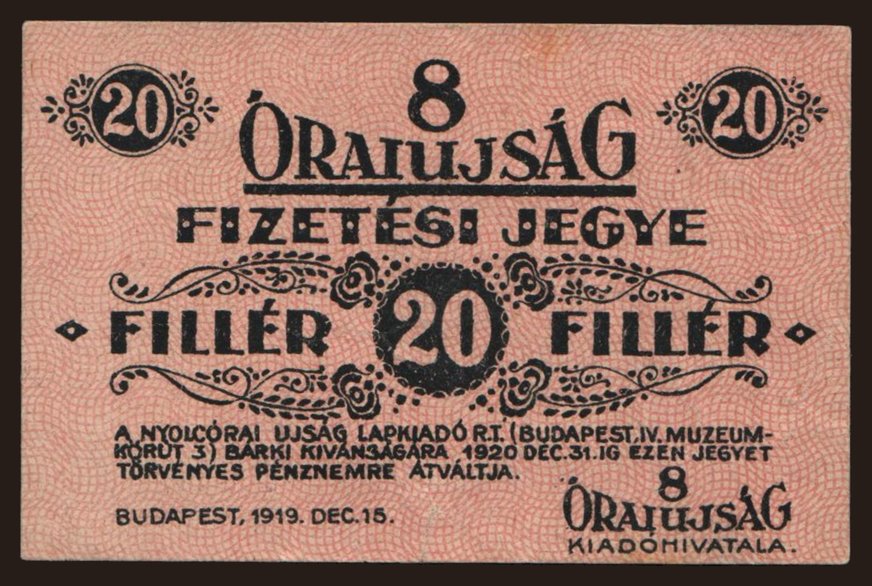 20 8 20
ÓRAIUJSÁG
FIZETÉSI JEGYE
FILLÉR 20 FILLÉR
A NYOLCÓRAI UJSÁG LAPKIADÓ R.T. (BUDAPEST, IV. MUZEUM-
KÖRUT 3) BÁRKI KIVÁNSÁGÁRA 1920 DEC. 31. IG EZEN JEGYET
TÖRVÉNYES PÉNZNEMRE ÁTVÁLTJA.
BUDAPEST, 1919. DEC. 15.
8
ÓRAIUJSÁG
KIADÓHIVATALA.